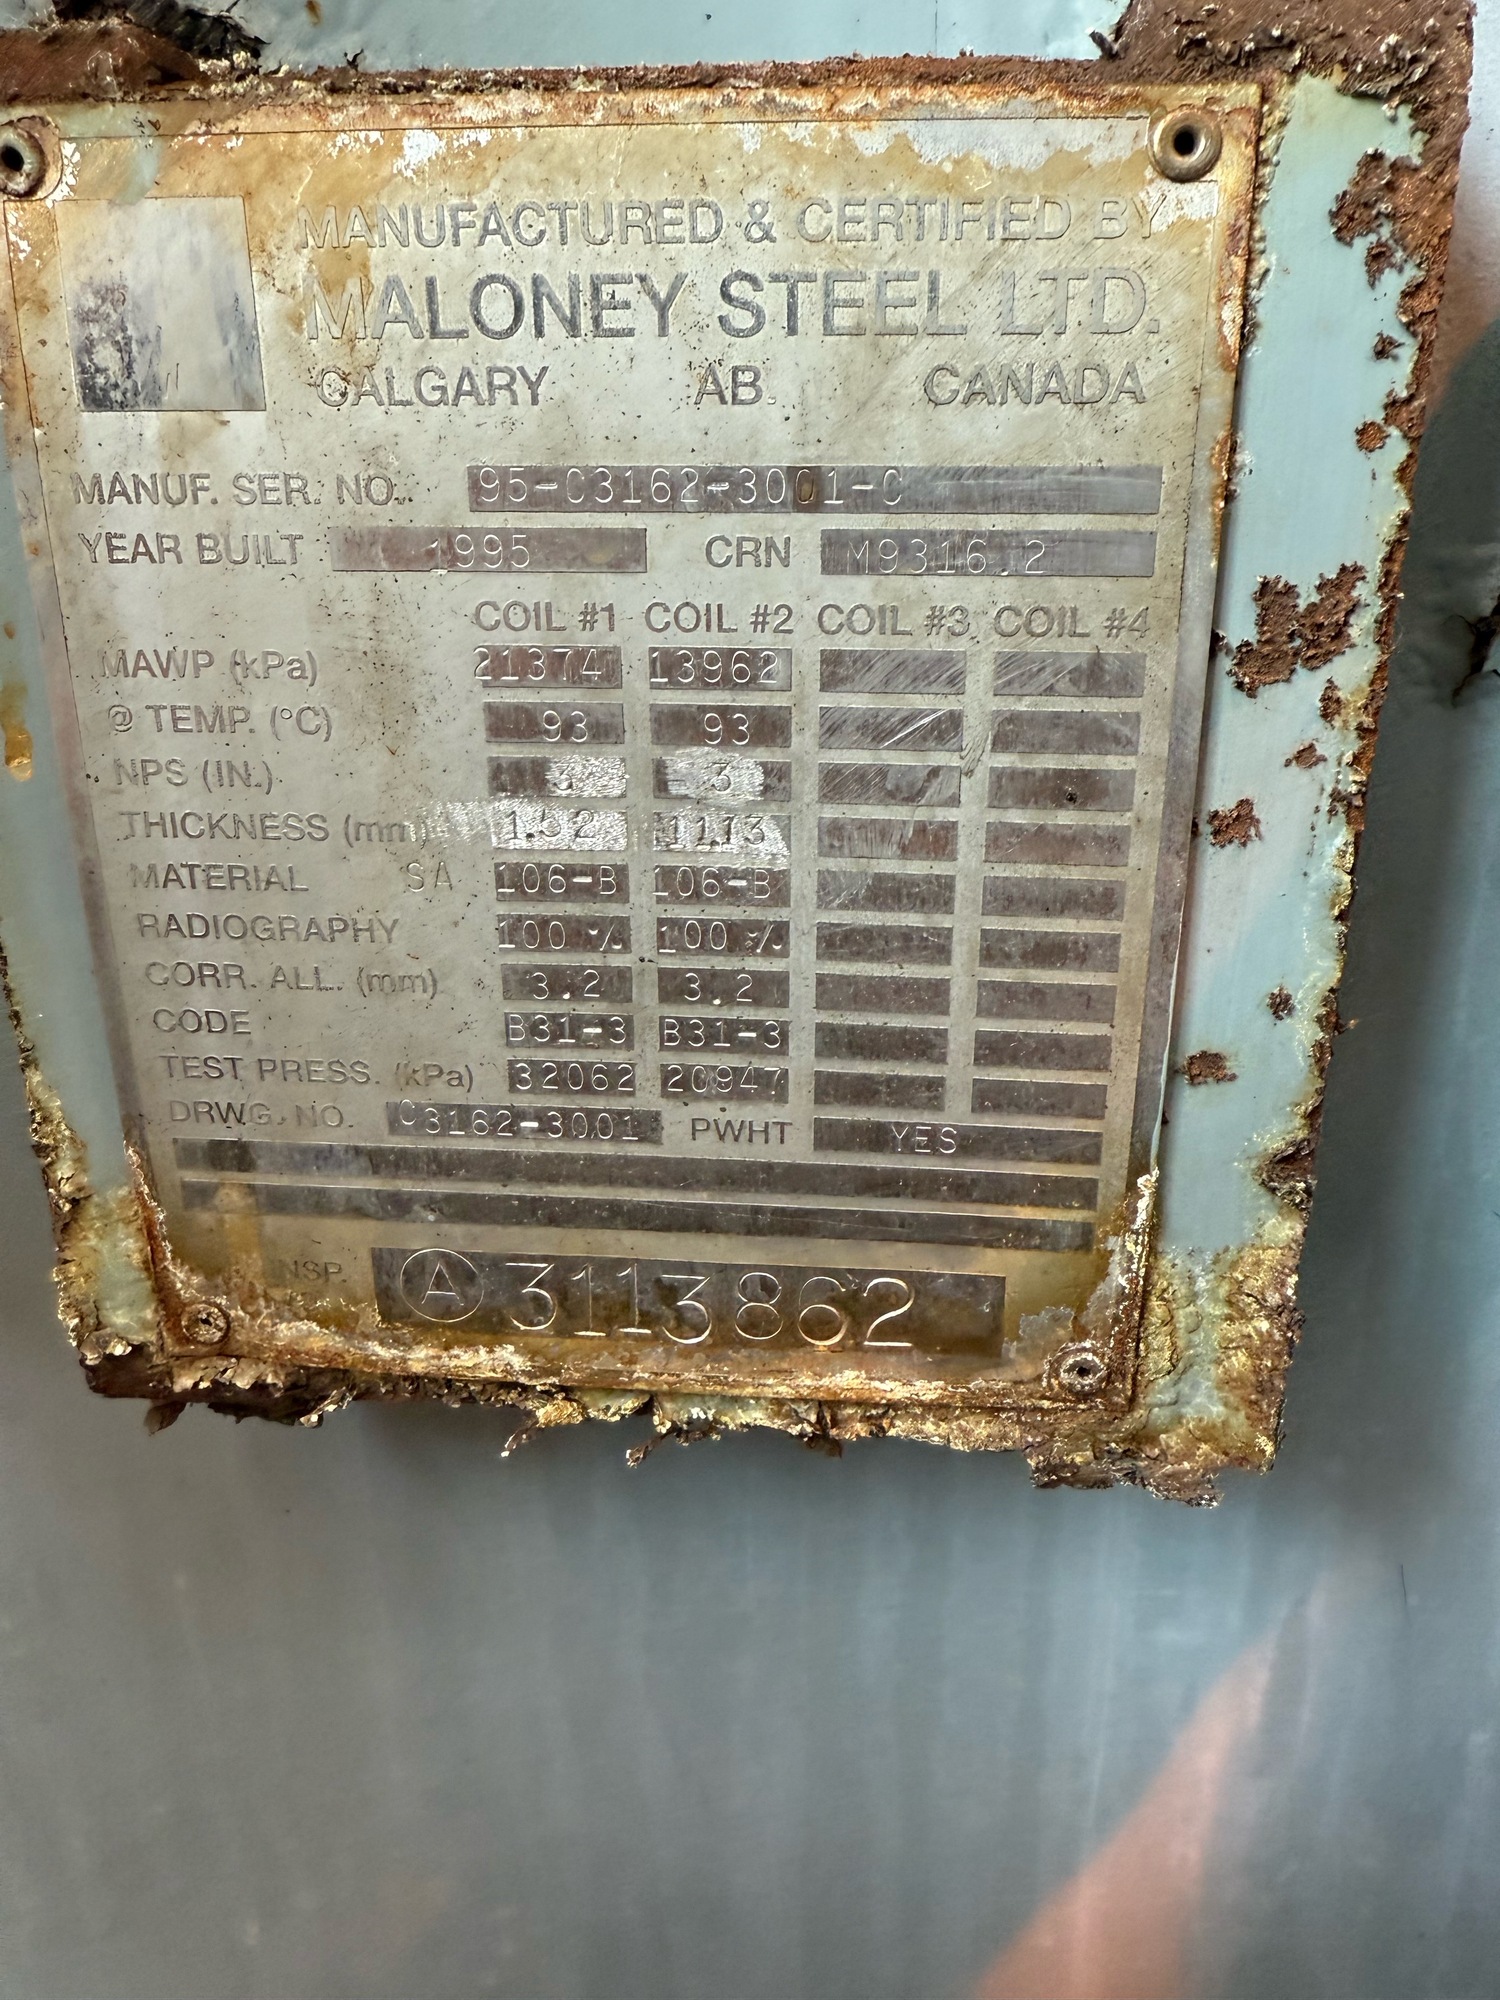 MANUFACTURED & CERTIFIED BY
MALONEY STEEL LTD.
CALGARY AB. CANADA
MANUF. SER. NO. 95-C3162-3001-C
YEAR BUILT 1995 CRN M9316.2
COIL #1 COIL #2 COIL #3 COIL #4
MAWP (kPa) 21374 13962
@ TEMP. (°C) 93 93
NPS (IN.) 3 3
THICKNESS (mm)
MATERIAL SA 106-B 106-B
RADIOGRAPHY 100 % 100 %
CORR. ALL. (mm) 3.2 3.2
CODE B31-3 B31-3
TEST PRESS. (kPa) 32062 20947
DRWG. NO. C3162-3001 PWHT YES
INSP. A 3113862